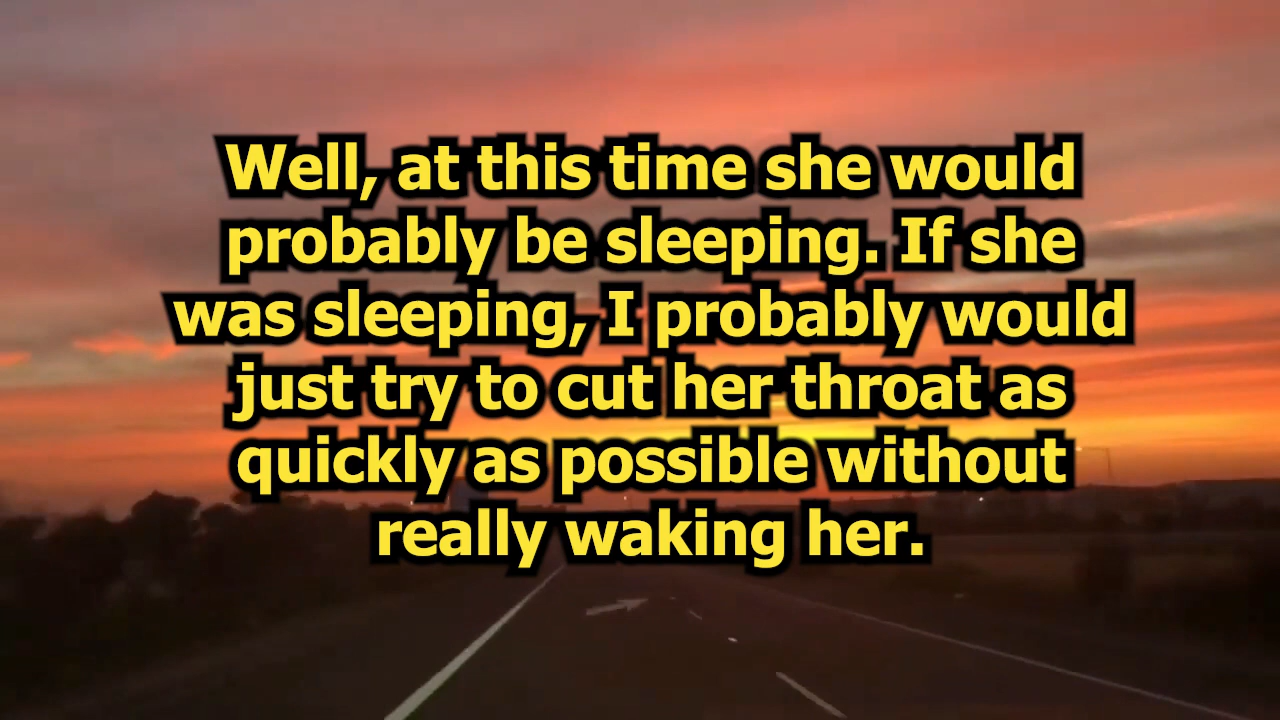 Well, at this time she would
probably be sleeping. If she
was sleeping, I probably would
just try to cut her throat as
quickly as possible without
really waking her.